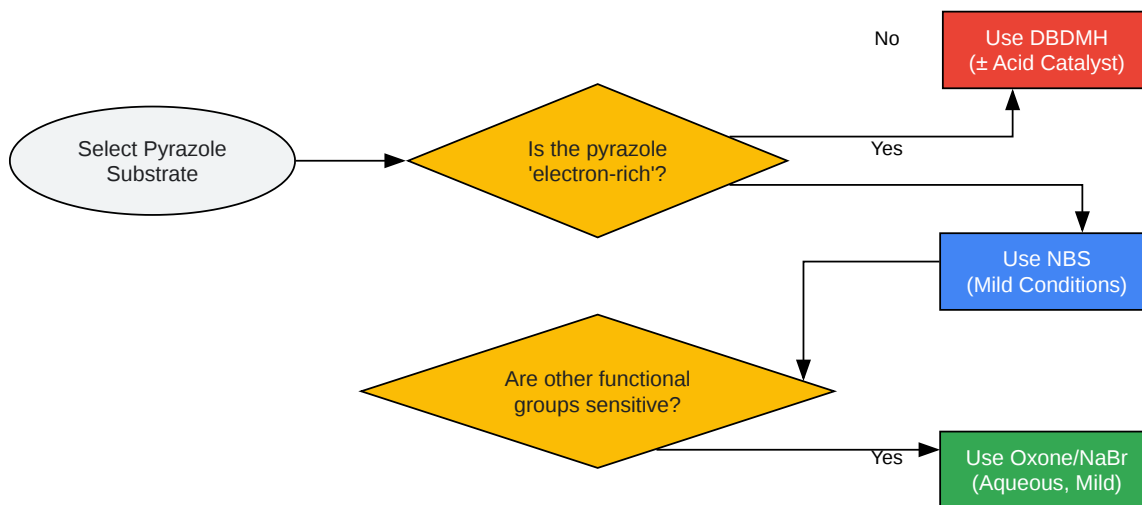 No
Use DBDMH
(± Acid Catalyst)
Select Pyrazole
Substrate
Is the pyrazole
'electron-rich'?
Yes
Use NBS
(Mild Conditions)
Are other functional
groups sensitive?
Yes
Use Oxone/NaBr
(Aqueous, Mild)